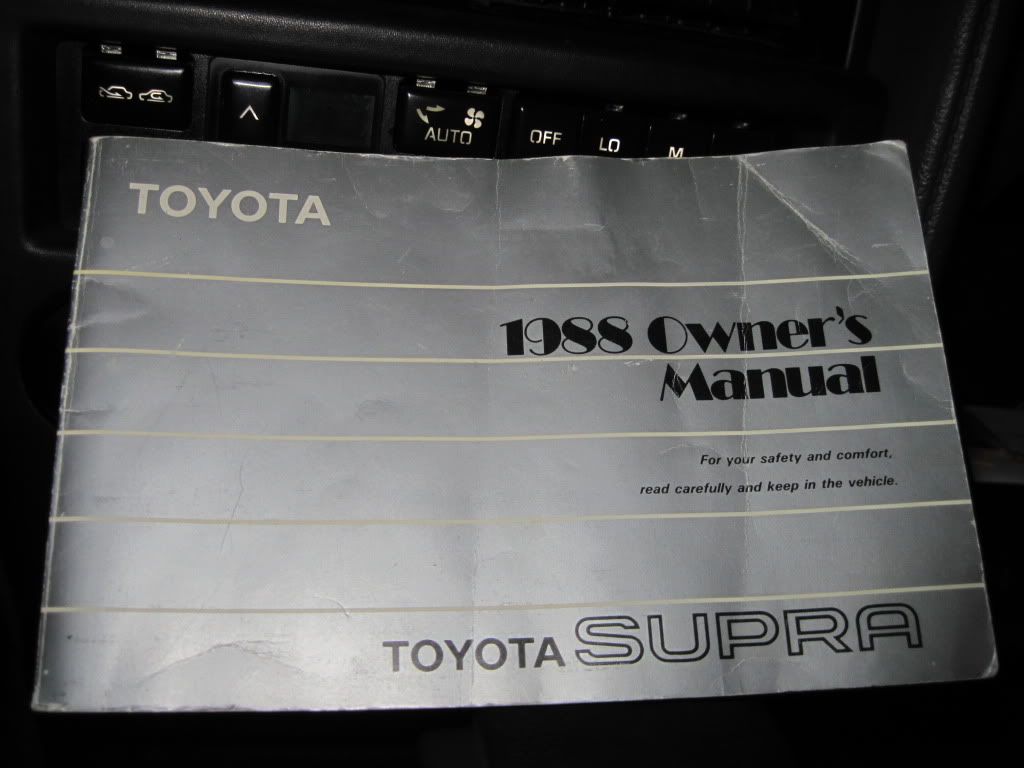 AUTO
OFF
LO
M
TOYOTA
1988 Owner's
Manual
For your safety and comfort,
read carefully and keep in the vehicle.
TOYOTA SUPRA